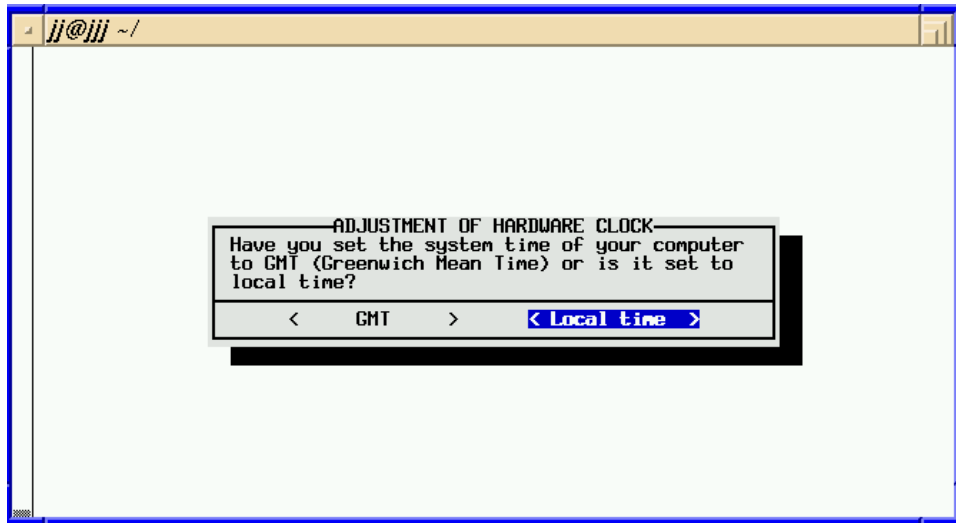 jj@jjj ~/
ADJUSTMENT OF HARDWARE CLOCK
Have you set the system time of your computer
to GMT (Greenwich Mean Time) or is it set to
local time?
< GMT > < Local time >